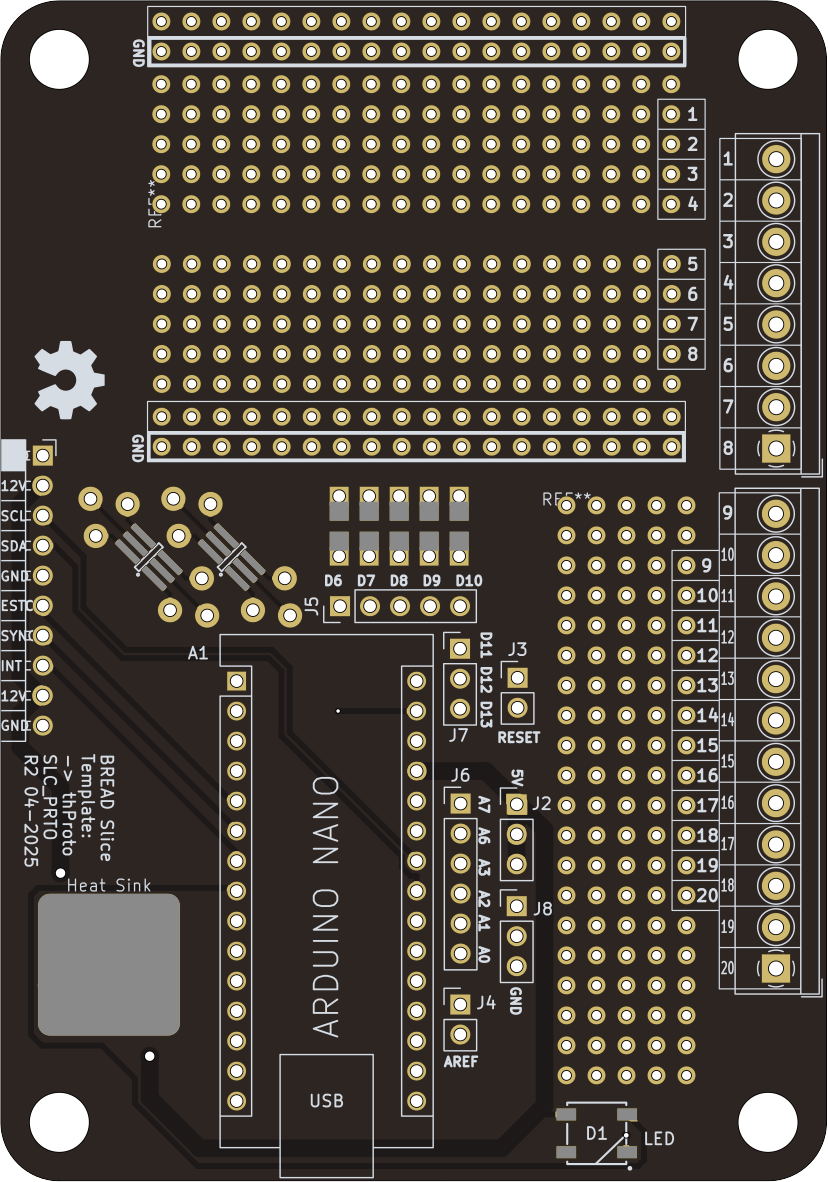 GND
REF**
1
2
3
4
5
6
7
8
GND
1
2
3
4
5
6
7
8
12V
SCL
SDA
GND
SYN
INT
12V
GND
REF**
D6 D7 D8 D9 D10
J5
A1
D11 D12 D13
J7
J3
RESET
J6
A7 A6 A3 A2 A1 A0
5V
J2
J8
GND
J4
AREF
BREAD Slice
Template:
-> thProto
SLC_PRTO
R2 04-2025
Heat Sink
ARDUINO NANO
USB
9
10
11
12
13
14
15
16
17
18
19
20
9
10
11
12
13
14
15
16
17
18
19
20
D1
LED